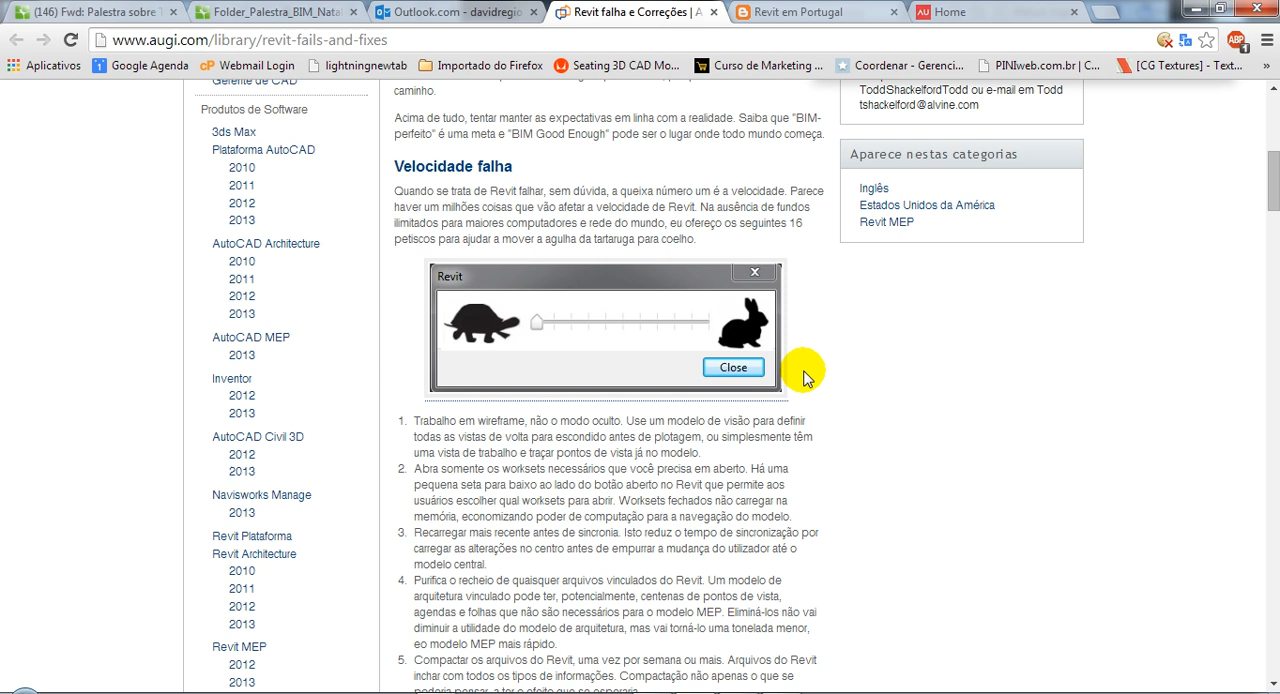 (146) Fwd: Palestra sobre T
Folder_Palestra_BIM_Nata
Outlook.com - davidregio
Revit falha e Correções | A
Revit em Portugal
Home
www.augi.com/library/revit-fails-and-fixes
ABP
1
Aplicativos
Google Agenda
Webmail Login
lightningnewtab
Importado do Firefox
Seating 3D CAD Mo...
Curso de Marketing ...
Coordenar - Gerenci...
PINIweb.com.br | C...
[CG Textures] - Text...
»
Gerente de CAD
Produtos de Software
3ds Max
Plataforma AutoCAD
2010
2011
2012
2013
AutoCAD Architecture
2010
2011
2012
2013
AutoCAD MEP
2013
Inventor
2012
2013
AutoCAD Civil 3D
2012
2013
Navisworks Manage
2013
Revit Plataforma
Revit Architecture
2010
2011
2012
2013
Revit MEP
2012
2013
caminho.
Acima de tudo, tentar manter as expectativas em linha com a realidade. Saiba que "BIM-
perfeito" é uma meta e "BIM Good Enough" pode ser o lugar onde todo mundo começa.
Velocidade falha
Quando se trata de Revit falhar, sem dúvida, a queixa número um é a velocidade. Parece
haver um milhões coisas que vão afetar a velocidade de Revit. Na ausência de fundos
ilimitados para maiores computadores e rede do mundo, eu ofereço os seguintes 16
petiscos para ajudar a mover a agulha da tartaruga para coelho.
Revit
Close
1. Trabalho em wireframe, não o modo oculto. Use um modelo de visão para definir
todas as vistas de volta para escondido antes de plotagem, ou simplesmente têm
uma vista de trabalho e traçar pontos de vista já no modelo.
2. Abra somente os worksets necessários que você precisa em aberto. Há uma
pequena seta para baixo ao lado do botão aberto no Revit que permite aos
usuários escolher qual worksets para abrir. Worksets fechados não carregar na
memória, economizando poder de computação para a navegação do modelo.
3. Recarregar mais recente antes de sincronia. Isto reduz o tempo de sincronização por
carregar as alterações no centro antes de empurrar a mudança do utilizador até o
modelo central.
4. Purifica o recheio de quaisquer arquivos vinculados do Revit. Um modelo de
arquitetura vinculado pode ter, potencialmente, centenas de pontos de vista,
agendas e folhas que não são necessários para o modelo MEP. Eliminá-los não vai
diminuir a utilidade do modelo de arquitetura, mas vai torná-lo uma tonelada menor,
eo modelo MEP mais rápido.
5. Compactar os arquivos do Revit, uma vez por semana ou mais. Arquivos do Revit
inchar com todos os tipos de informações. Compactação não apenas o que se
ToddShackelfordTodd ou e-mail em Todd
tshackelford@alvine.com
Aparece nestas categorias
Inglês
Estados Unidos da América
Revit MEP